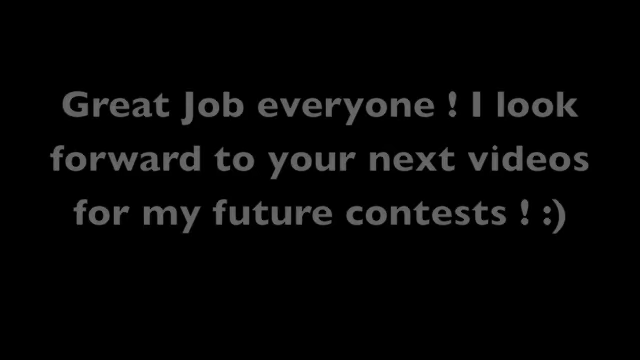 Great Job everyone ! I look
forward to your next videos
for my future contests ! :)